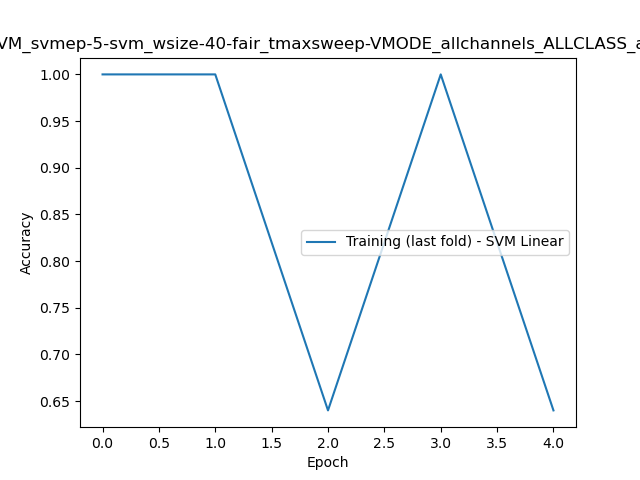 VM_svmep-5-svm_wsize-40-fair_tmaxsweep-VMODE_allchannels_ALLCLASS_a
1.00
0.95
0.90
0.85
0.80
0.75
0.70
0.65
Accuracy
Training (last fold) - SVM Linear
0.0 0.5 1.0 1.5 2.0 2.5 3.0 3.5 4.0
Epoch